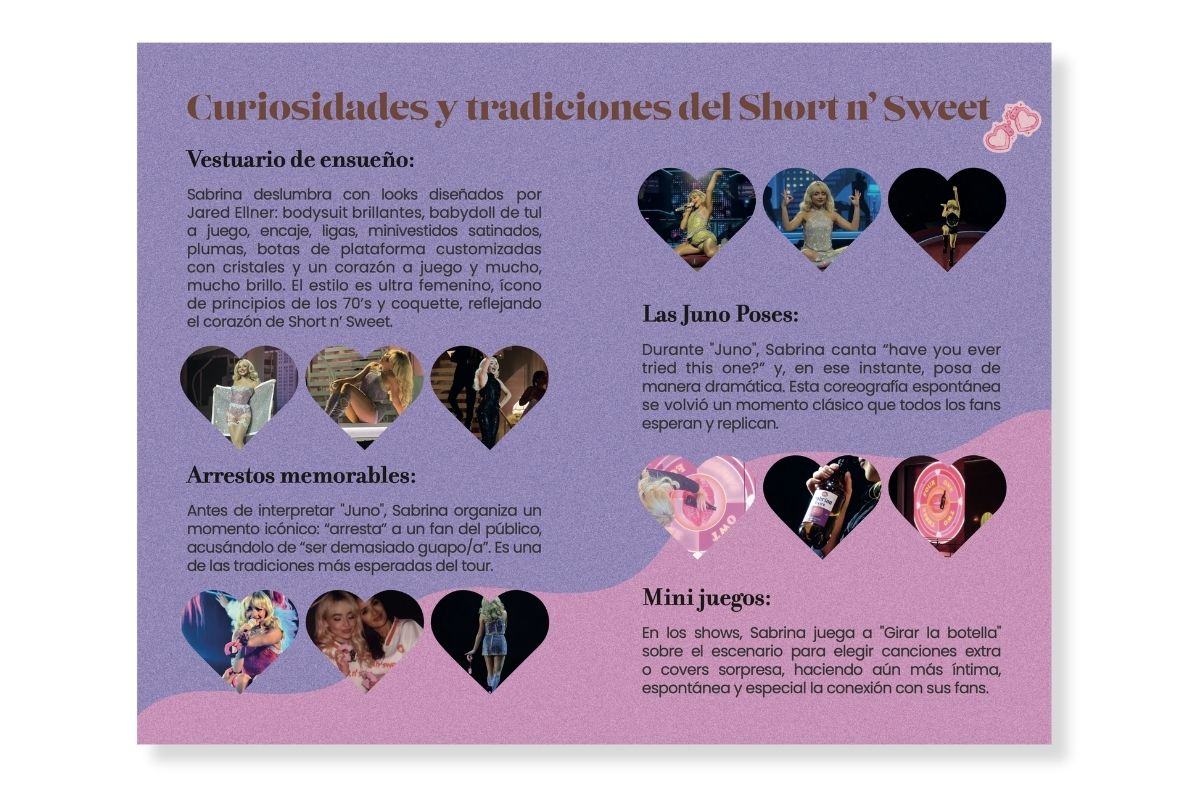 Curiosidades y tradiciones del Short n' Sweet
Vestuario de ensueño:
Sabrina deslumbra con looks diseñados por
Jared Ellner: bodysuit brillantes, babydoll de tul
a juego, encaje, ligas, minivestidos satinados,
plumas, botas de plataforma customizadas
con cristales y un corazón a juego y mucho,
mucho brillo. El estilo es ultra femenino, ícono
de principios de los 70's y coquette, reflejando
el corazón de Short n' Sweet.
Arrestos memorables:
Antes de interpretar "Juno", Sabrina organiza un
momento icónico: “arresta” a un fan del público,
acusándolo de “ser demasiado guapo/a”. Es una
de las tradiciones más esperadas del tour.
Las Juno Poses:
Durante "Juno", Sabrina canta “have you ever
tried this one?” y, en ese instante, posa de
manera dramática. Esta coreografía espontánea
se volvió un momento clásico que todos los fans
esperan y replican.
OWT
Mini juegos:
En los shows, Sabrina juega a "Girar la botella"
sobre el escenario para elegir canciones extra
o covers sorpresa, haciendo aún más íntima,
espontánea y especial la conexión con sus fans.